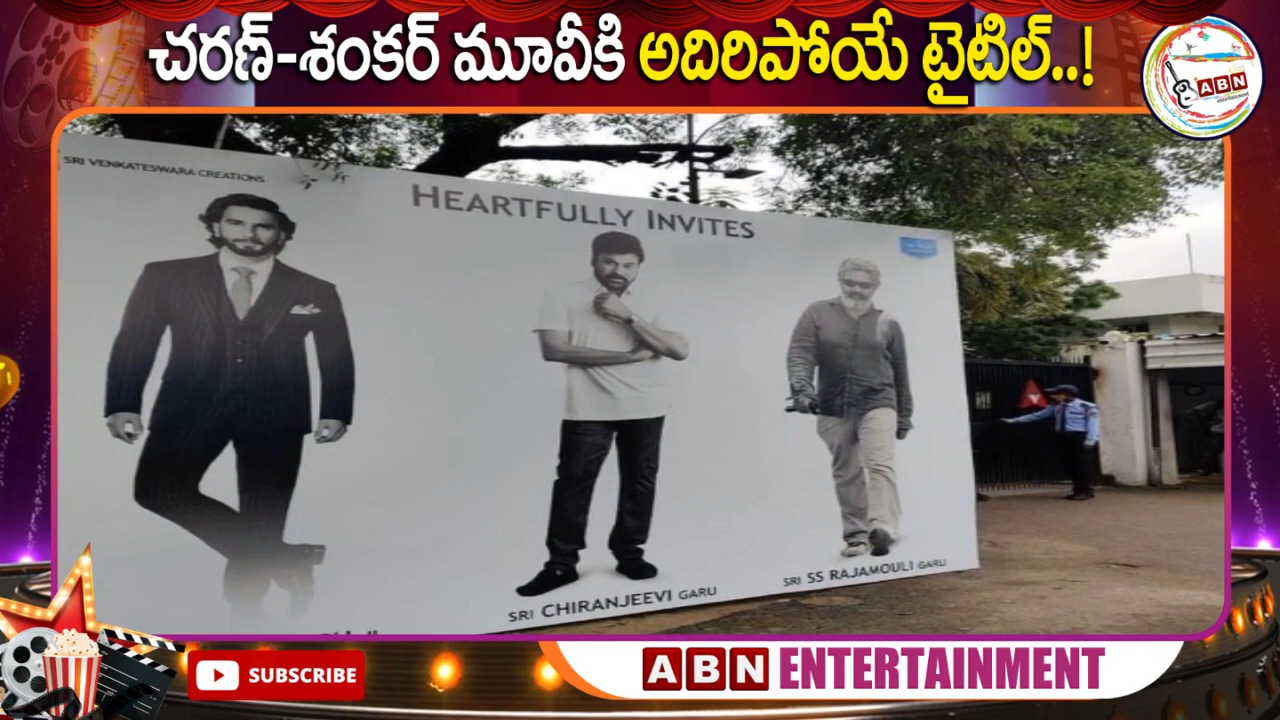 చరణ్-శంకర్ మూవీకి అదిరిపోయే టైటిల్..!
ABN
entertainment
SRI VENKATESWARA CREATIONS
HEARTFULLY INVITES
SRI CHIRANJEEVI GARU
SRI SS RAJAMOULI GARU
SUBSCRIBE
ABN ENTERTAINMENT